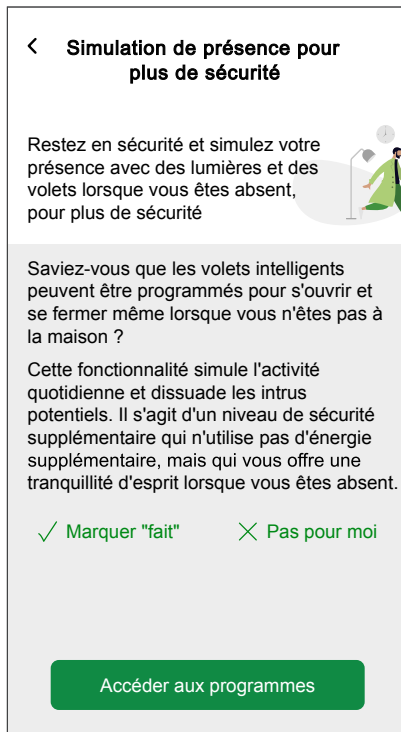 Simulation de présence pour
plus de sécurité
Restez en sécurité et simulez votre
présence avec des lumières et des
volets lorsque vous êtes absent,
pour plus de sécurité
Saviez-vous que les volets intelligents
peuvent être programmés pour s'ouvrir et
se fermer même lorsque vous n'êtes pas à
la maison ?
Cette fonctionnalité simule l'activité
quotidienne et dissuade les intrus
potentiels. Il s'agit d'un niveau de sécurité
supplémentaire qui n'utilise pas d'énergie
supplémentaire, mais qui vous offre une
tranquillité d'esprit lorsque vous êtes absent.
Marquer "fait" Pas pour moi
Accéder aux programmes